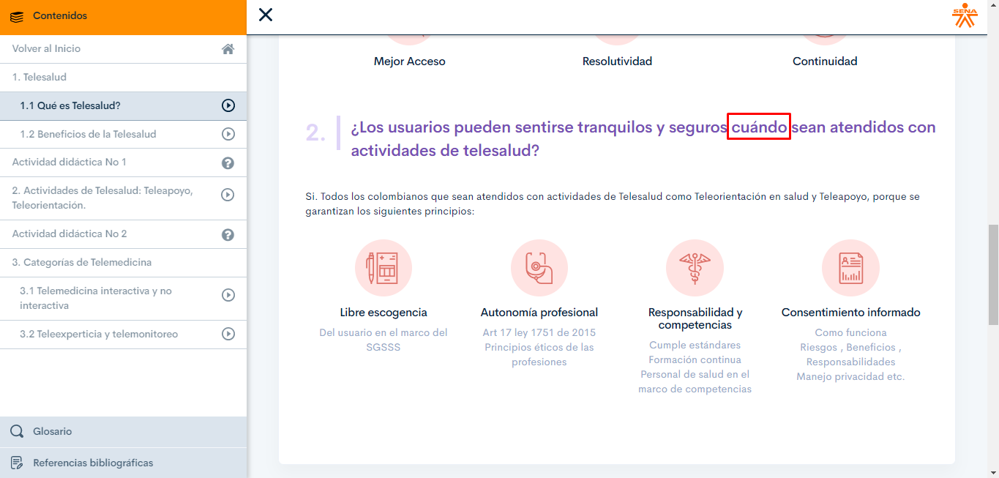 Contenidos
Volver al Inicio
1. Telesalud
1.1 Qué es Telesalud?
1.2 Beneficios de la Telesalud
Actividad didáctica No 1
2. Actividades de Telesalud: Teleapoyo,
Teleorientación.
Actividad didáctica No 2
3. Categorías de Telemedicina
3.1 Telemedicina interactiva y no
interactiva
3.2 Teleexperticia y telemonitoreo
Glosario
Referencias bibliográficas
SENA
Mejor Acceso
Resolutividad
Continuidad
2.
¿Los usuarios pueden sentirse tranquilos y seguros cuándo sean atendidos con
actividades de telesalud?
Si. Todos los colombianos que sean atendidos con actividades de Telesalud como Teleorientación en salud y Teleapoyo, porque se
garantizan los siguientes principios:
Libre escogencia
Del usuario en el marco del
SGSSS
Autonomía profesional
Art 17 ley 1751 de 2015
Principios éticos de las
profesiones
Responsabilidad y
competencias
Cumple estándares
Formación continua
Personal de salud en el
marco de competencias
Consentimiento informado
Como funciona
Riesgos , Beneficios ,
Responsabilidades
Manejo privacidad etc.